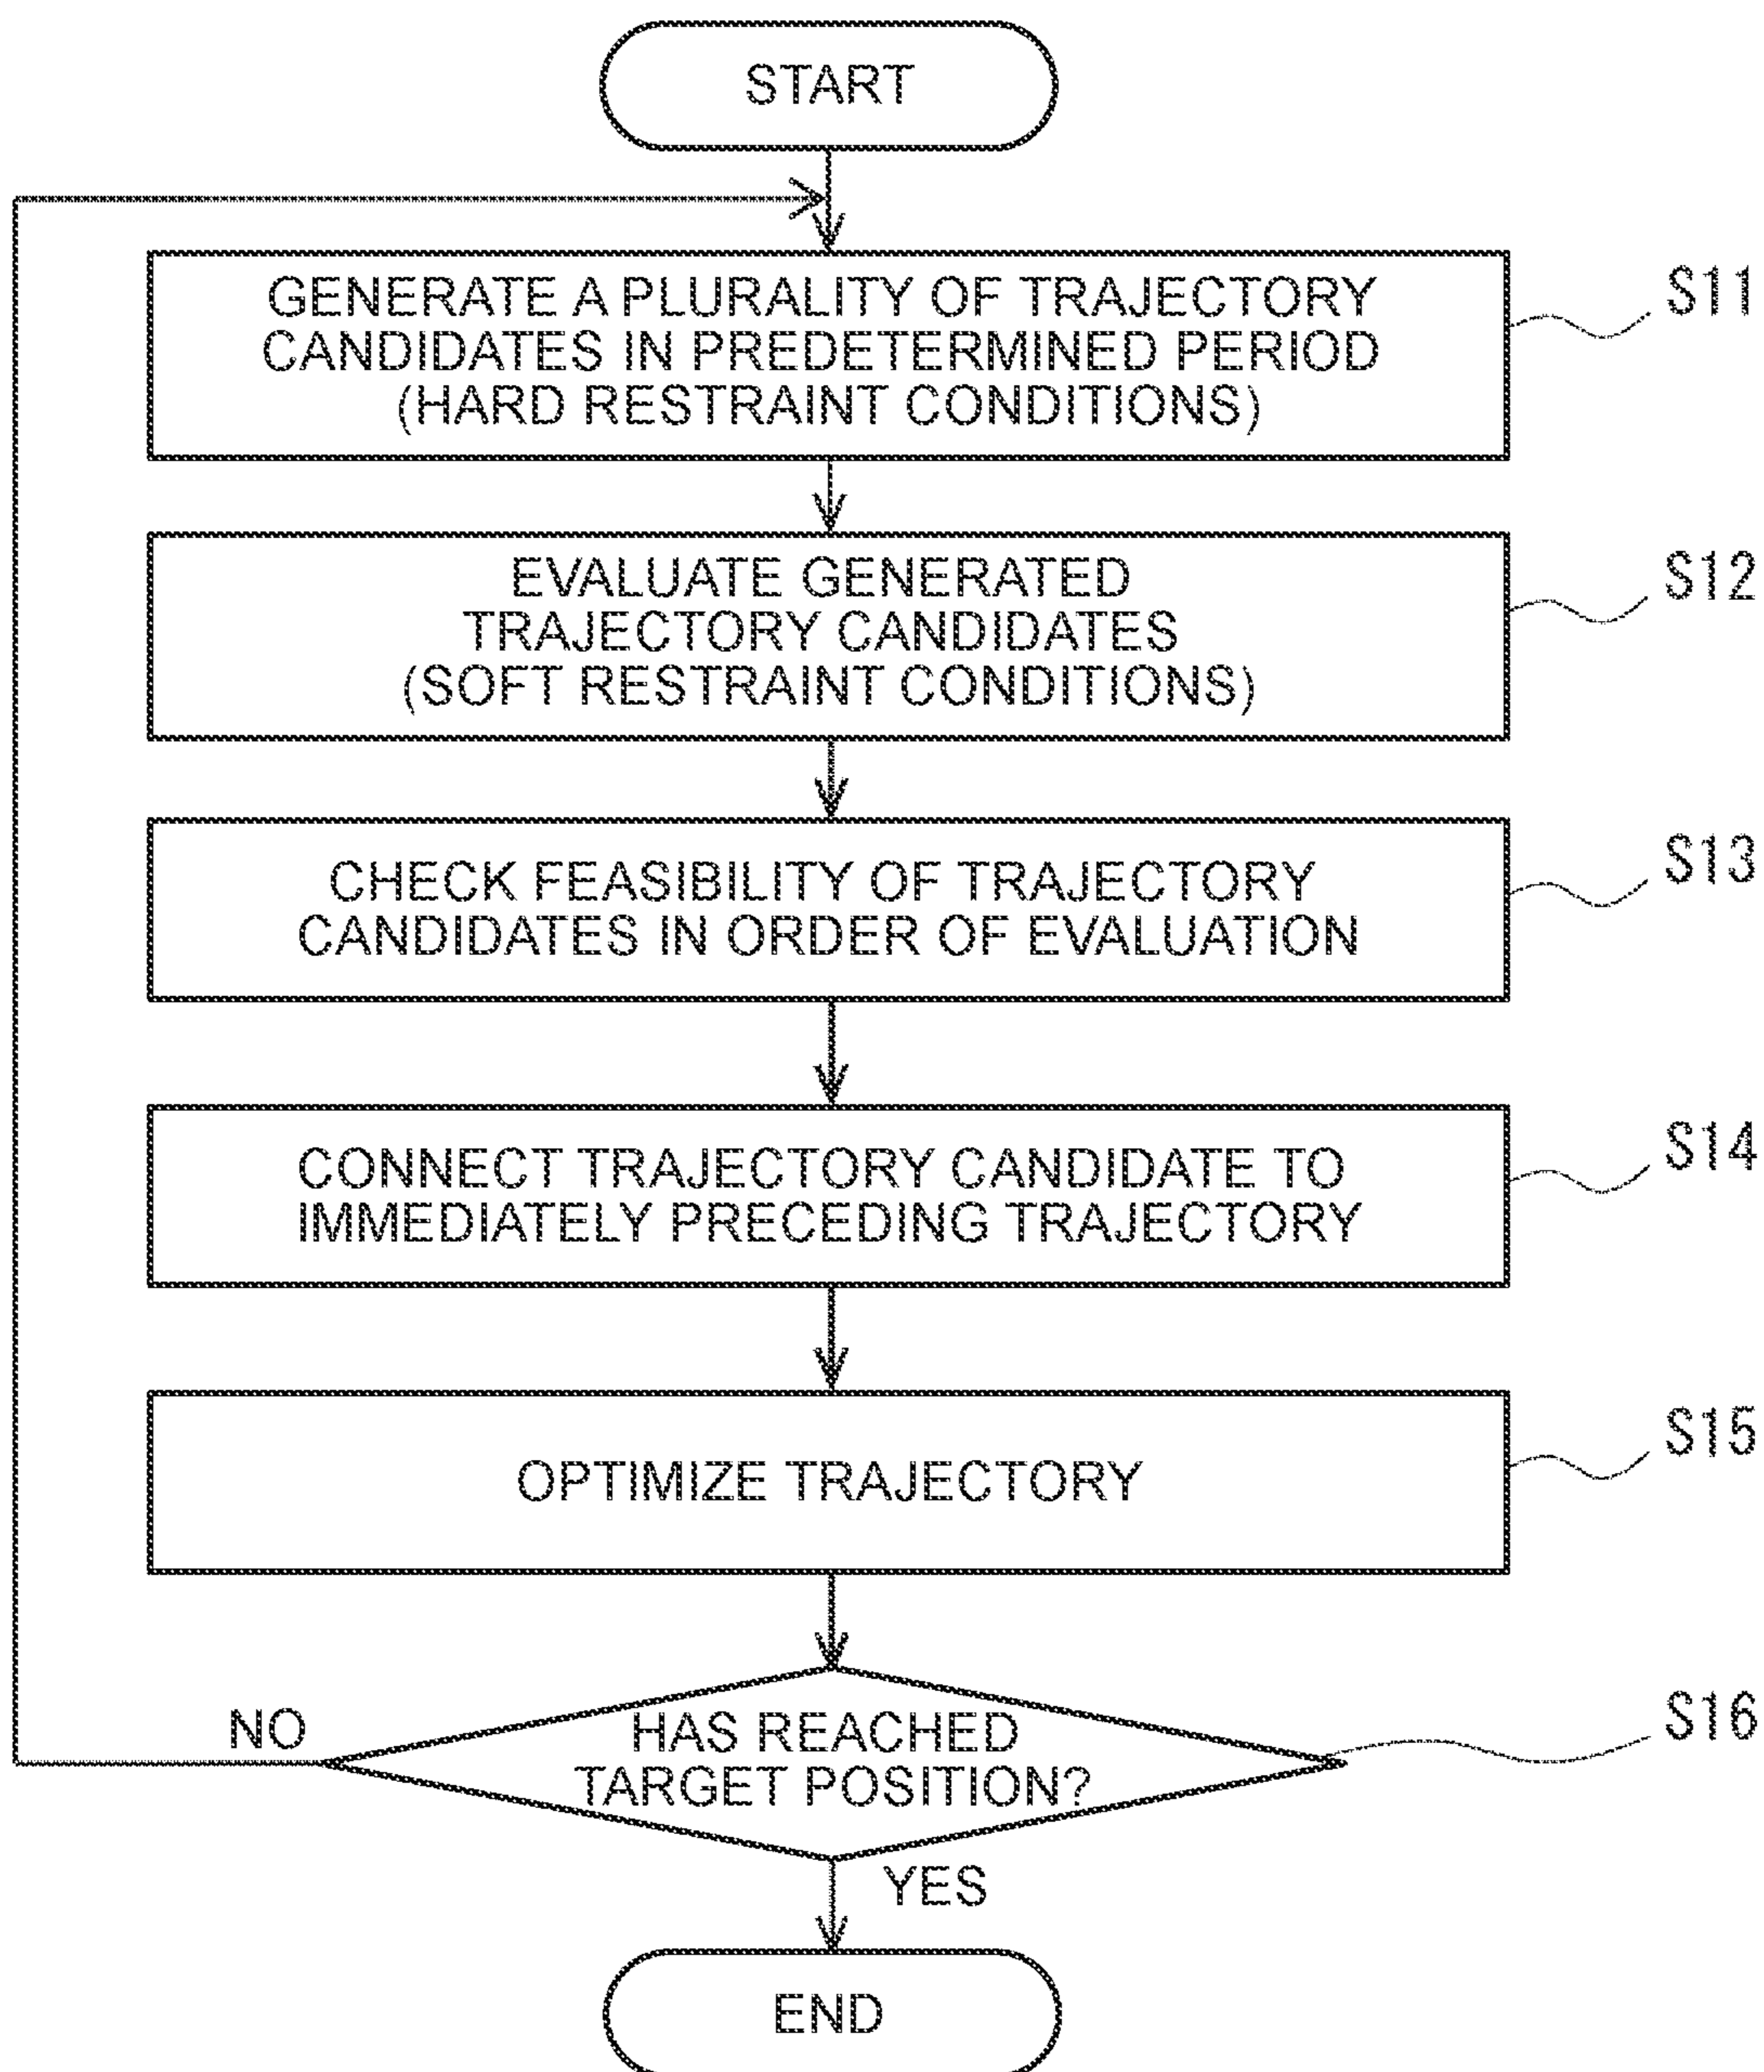 START
GENERATE A PLURALITY OF TRAJECTORY
CANDIDATES IN PREDETERMINED PERIOD
(HARD RESTRAINT CONDITIONS)
S11
EVALUATE GENERATED
TRAJECTORY CANDIDATES
(SOFT RESTRAINT CONDITIONS)
S12
CHECK FEASIBILITY OF TRAJECTORY
CANDIDATES IN ORDER OF EVALUATION
S13
CONNECT TRAJECTORY CANDIDATE TO
IMMEDIATELY PRECEDING TRAJECTORY
S14
OPTIMIZE TRAJECTORY
S15
HAS REACHED
TARGET POSITION?
S16
NO
YES
END